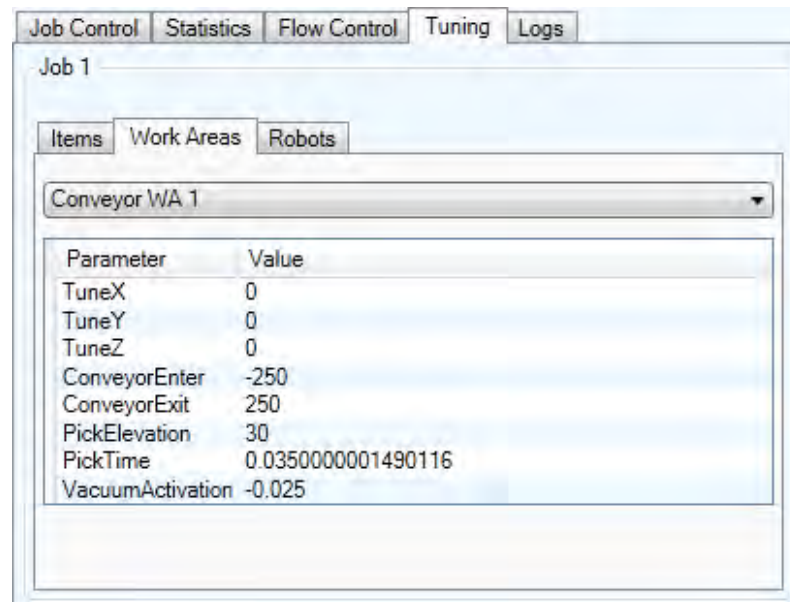 Job Control Statistics Flow Control Tuning Logs
Job 1
Items Work Areas Robots
Conveyor WA 1
Parameter Value
TuneX 0
TuneY 0
TuneZ 0
ConveyorEnter -250
ConveyorExit 250
PickElevation 30
PickTime 0.0350000001490116
VacuumActivation -0.025